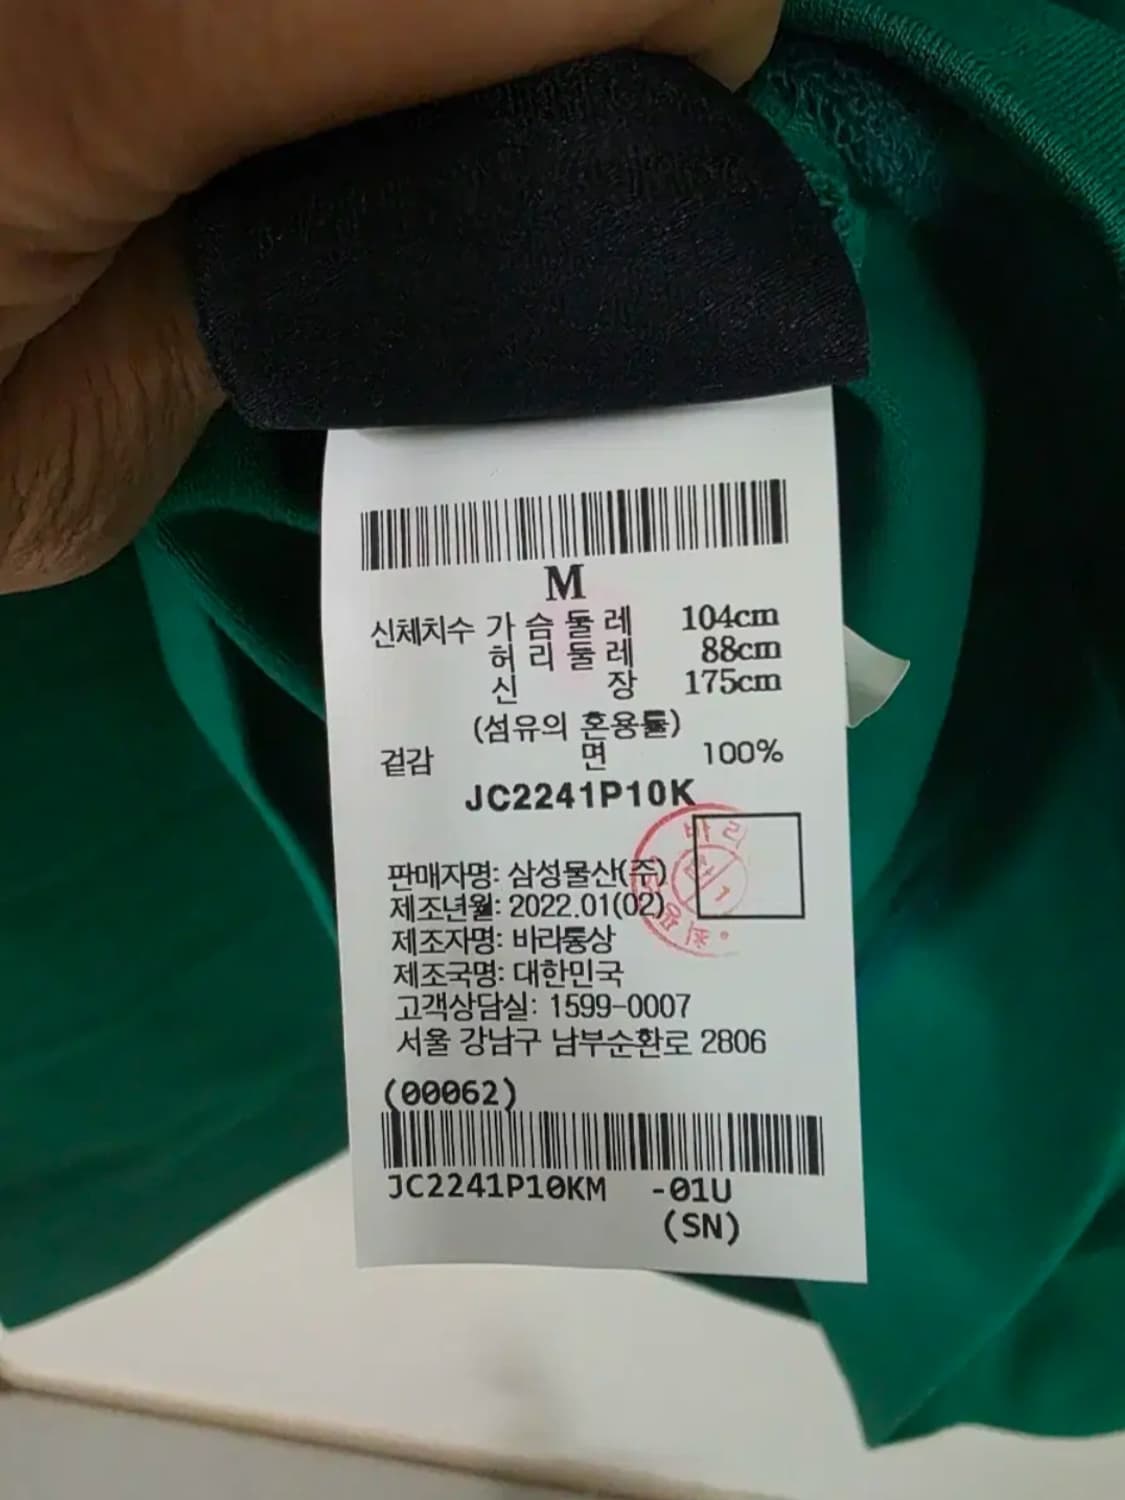 M
신체치수 가슴둘레 104cm
허리둘레 88cm
신장 175cm
(섬유의 혼용률)
겉감 면 100%
JC2241P10K
판매자명: 삼성물산(주)
제조년월: 2022.01(02)
제조자명: 바리통상
제조국명: 대한민국
고객상담실: 1599-0007
서울 강남구 남부순환로 2806
(00062)
JC2241P10KM -01U
(SN)
바리
1